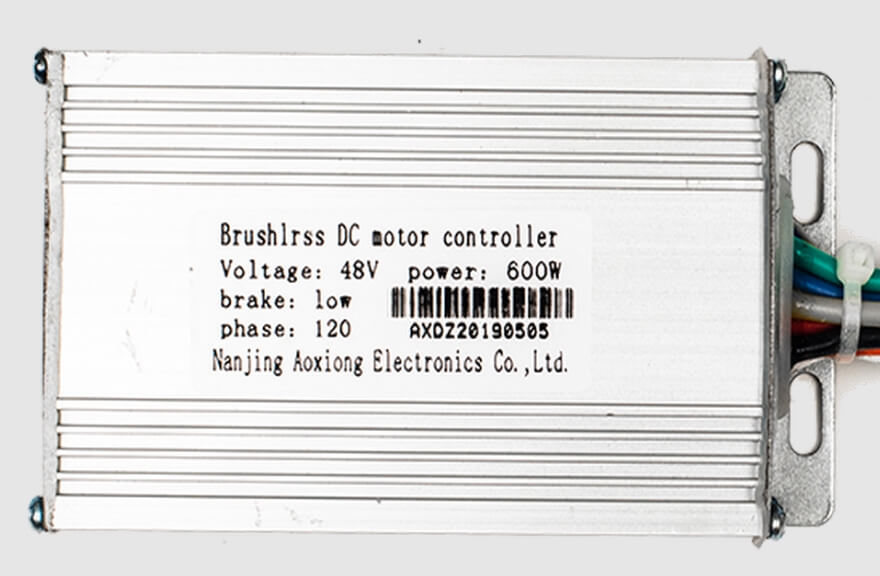 Brushlrss DC motor controller
Voltage: 48V power: 600W
brake: low
phase: 120
AXDZ20190505
Nanjing Aoxiong Electronics Co.,Ltd.